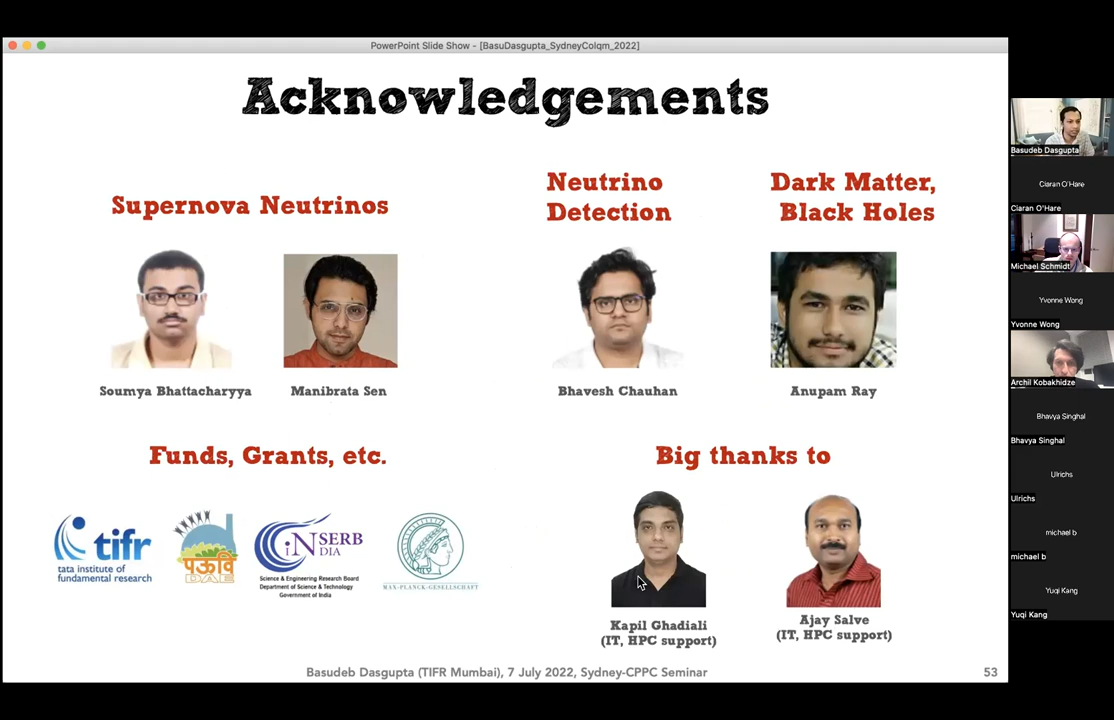 PowerPoint Slide Show - [BasuDasgupta_SydneyColqm_2022]
Acknowledgements
Supernova Neutrinos
Neutrino
Detection
Dark Matter,
Black Holes
Soumya Bhattacharyya
Manibrata Sen
Bhavesh Chauhan
Anupam Ray
Funds, Grants, etc.
Big thanks to
tifr
tata institute of
fundamental research
पऊवि
DAE
SERB
INDIA
Science & Engineering Research Board
Department of Science & Technology
Government of India
MAX-PLANCK-GESELLSCHAFT
Kapil Ghadiali
(IT, HPC support)
Ajay Salve
(IT, HPC support)
Basudeb Dasgupta (TIFR Mumbai), 7 July 2022, Sydney-CPPC Seminar
53
Basudeb Dasgupta
Ciaran O'Hare
Ciaran O'Hare
Michael Schmidt
Yvonne Wong
Yvonne Wong
Archil Kobakhidze
Bhavya Singhal
Bhavya Singhal
Ulrichs
Ulrichs
michael b
michael b
Yuqi Kang
Yuqi Kang